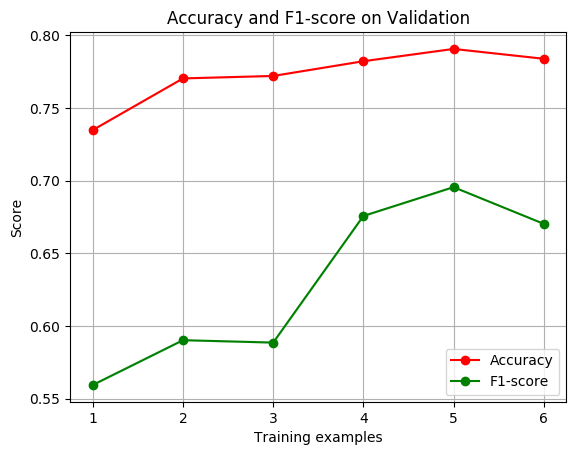 Accuracy and F1-score on Validation
0.80
0.75
0.70
0.65
0.60
0.55
Score
1 2 3 4 5 6
Training examples
Accuracy
F1-score